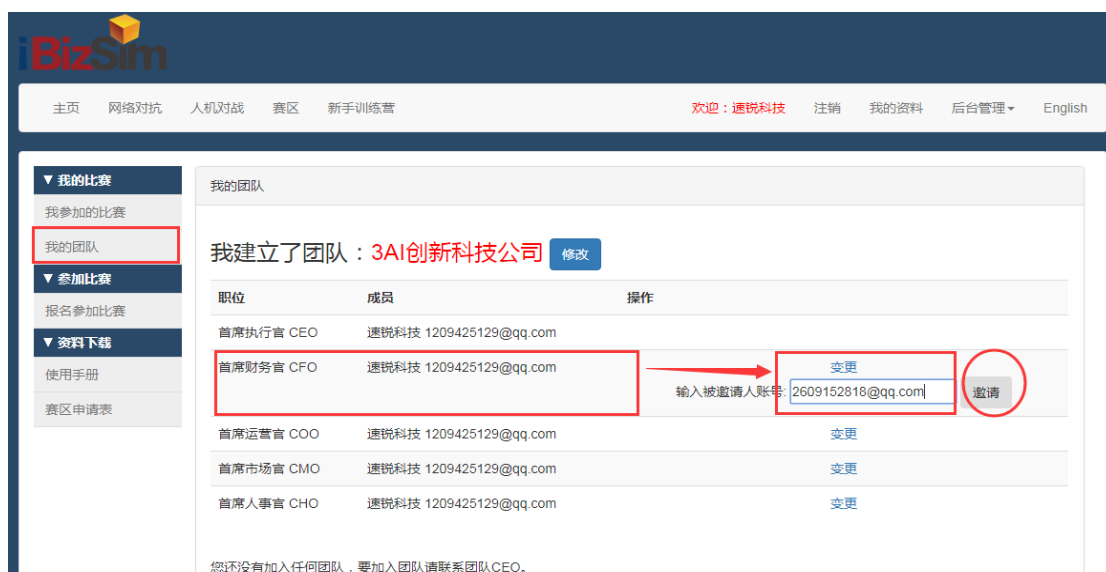 iBizSim
主页 网络对抗 人机对战 赛区 新手训练营 欢迎：速锐科技 注销 我的资料 后台管理 English
▼ 我的比赛
我参加的比赛
我的团队
▼ 参加比赛
报名参加比赛
▼ 资料下载
使用手册
赛区申请表
我的团队
我建立了团队：3AI创新科技公司 修改
职位 成员 操作
首席执行官 CEO 速锐科技 1209425129@qq.com
首席财务官 CFO 速锐科技 1209425129@qq.com 变更
输入被邀请人账号: 2609152818@qq.com 邀请
首席运营官 COO 速锐科技 1209425129@qq.com 变更
首席市场官 CMO 速锐科技 1209425129@qq.com 变更
首席人事官 CHO 速锐科技 1209425129@qq.com 变更
您还没有加入任何团队，要加入团队请联系团队CEO。